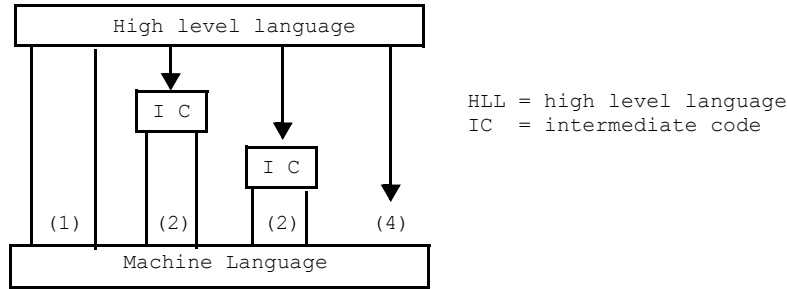 High level language
I C
HLL = high level language
IC = intermediate code
I C
(1) (2) (2) (4)
Machine Language